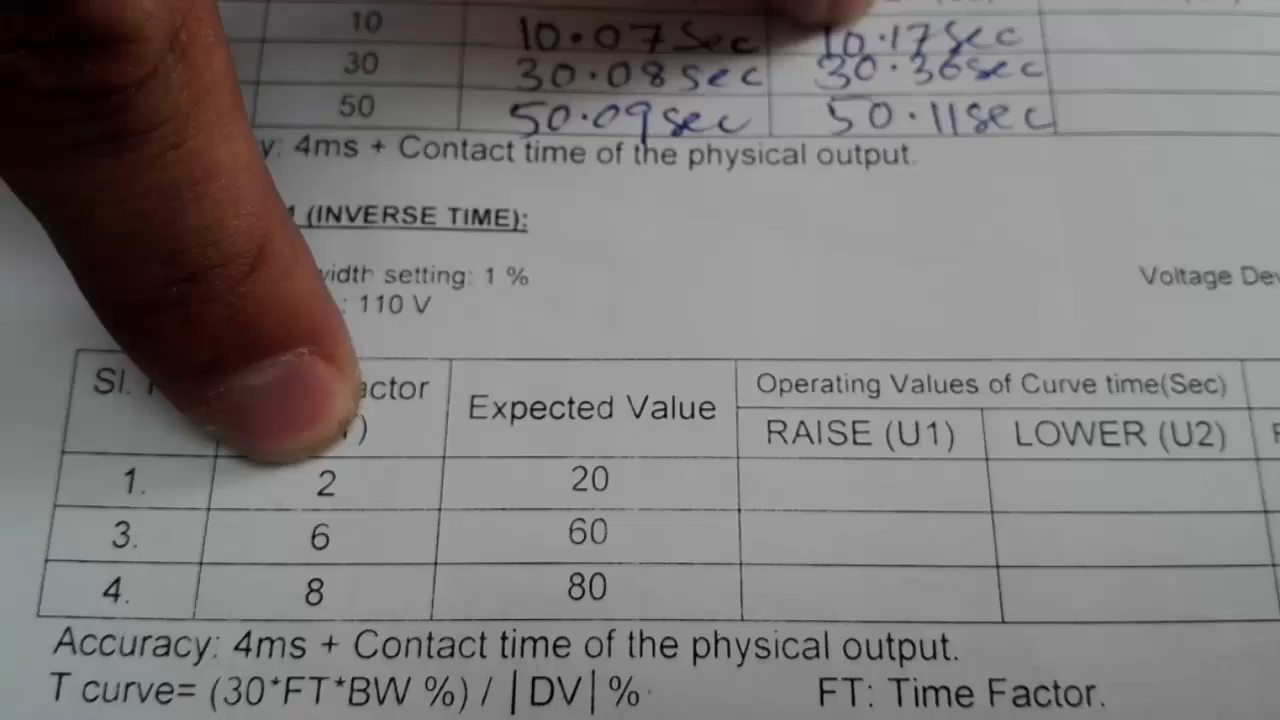 10 10.07 Sec 10.17 sec
30 30.08 sec 30.36 sec
50 50.09 sec 50.11 sec
y: 4ms + Contact time of the physical output.
(INVERSE TIME):
width setting: 1 % Voltage Dev
: 110 V
Sl. actor Expected Value Operating Values of Curve time(Sec)
) RAISE (U1) LOWER (U2)
1. 2 20
3. 6 60
4. 8 80
Accuracy: 4ms + Contact time of the physical output.
T curve= (30*FT*BW %) / |DV| % FT: Time Factor.